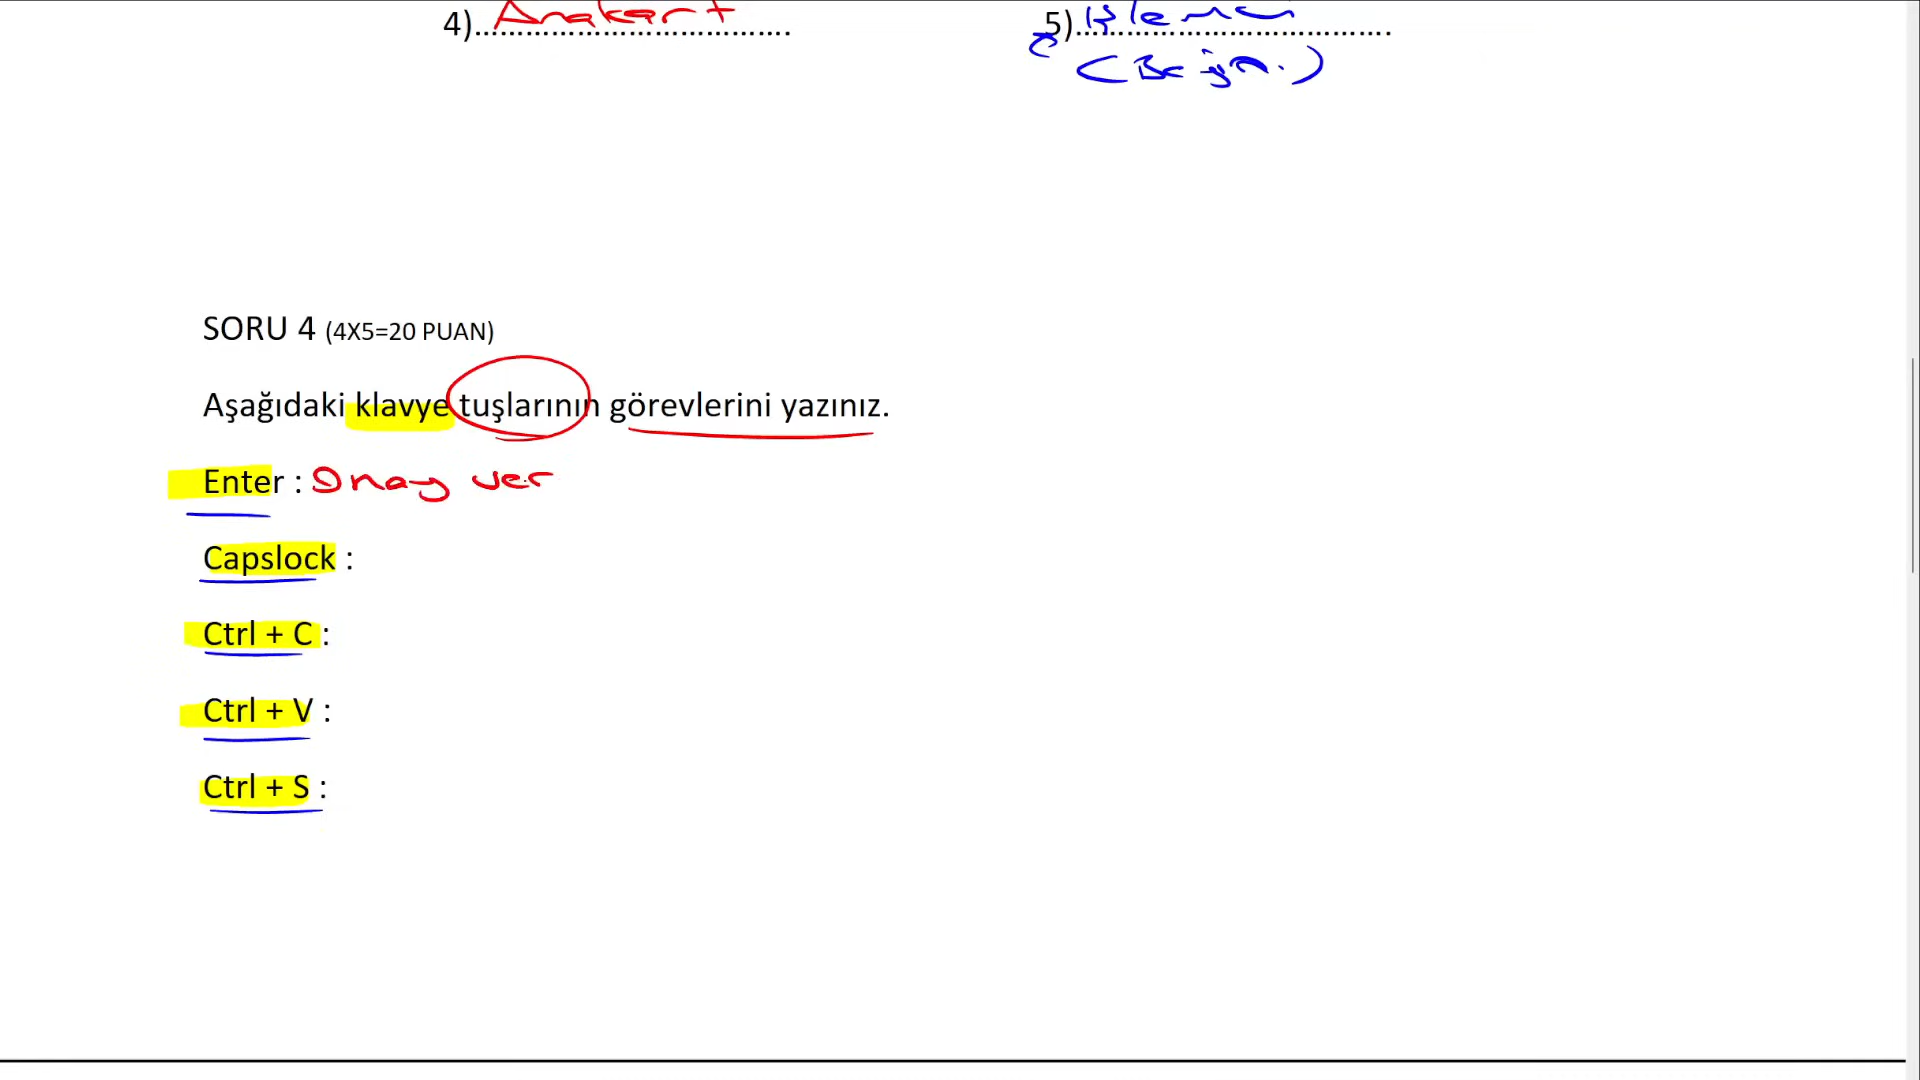 4).............................. Anakart
5).............................. İşlemci
(Beyin.)
SORU 4 (4X5=20 PUAN)
Aşağıdaki klavye tuşlarının görevlerini yazınız.
Enter : Onay ver
Capslock :
Ctrl + C :
Ctrl + V :
Ctrl + S :